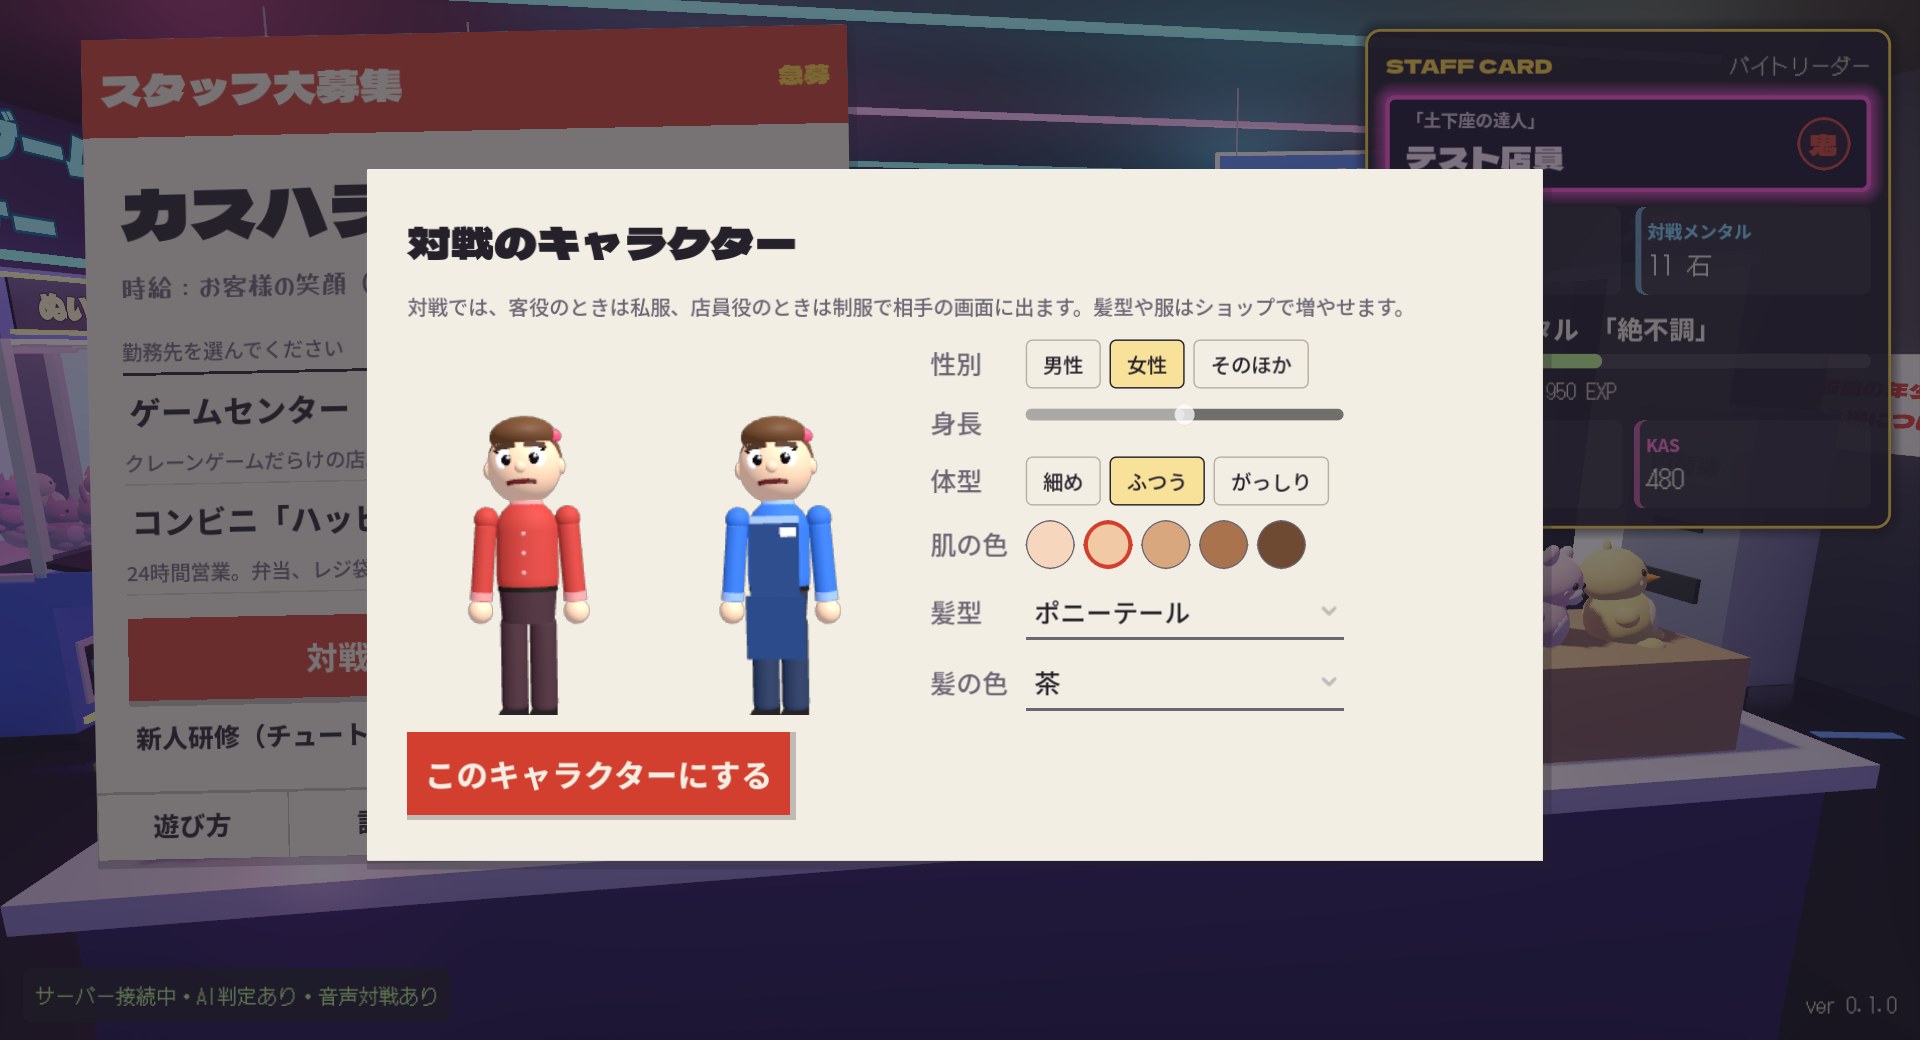 スタッフ大募集
急募
カスハラ
時給：お客様の笑顔（
勤務先を選んでください
ゲームセンター
クレーンゲームだらけの店
コンビニ「ハッピ
24時間営業。弁当、レジ袋
対戦
新人研修（チュート
遊び方
STAFF CARD
バイトリーダー
「土下座の達人」
テスト店員
鬼
対戦メンタル
11 石
「絶不調」
950 EXP
KAS
480
対戦のキャラクター
対戦では、客役のときは私服、店員役のときは制服で相手の画面に出ます。髪型や服はショップで増やせます。
性別
男性
女性
そのほか
身長
体型
細め
ふつう
がっしり
肌の色
髪型
ポニーテール
髪の色
茶
このキャラクターにする
サーバー接続中・AI判定あり・音声対戦あり
ver 0.1.0